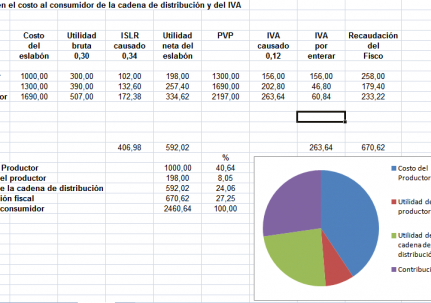 en el costo al consumidor de la cadena de distribución y del IVA
Costo Utilidad ISLR Utilidad PVP IVA IVA Recaudación
del bruta causado neta del causado por del
eslabón 0,30 0,34 eslabón 0,12 enterar Fisco
1000,00 300,00 102,00 198,00 1300,00 156,00 156,00 258,00
1300,00 390,00 132,60 257,40 1690,00 202,80 46,80 179,40
or 1690,00 507,00 172,38 334,62 2197,00 263,64 60,84 233,22
406,98 592,02 263,64 670,62
%
Productor 1000,00 40,64
el productor 198,00 8,05
e la cadena de distribución 592,02 24,06
ión fiscal 670,62 27,25
consumidor 2460,64 100,00
Costo del
Productor
Utilidad de
productor
Utilidad de
cadena de
distribució
Contribuci